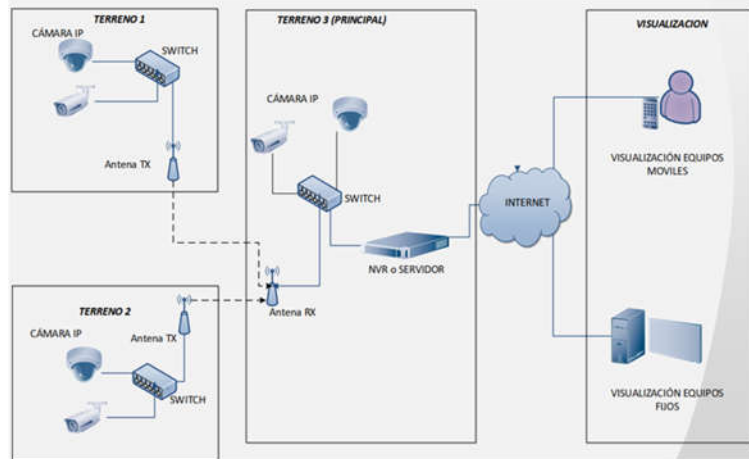 TERRENO 1
CÁMARA IP
SWITCH
Antena TX
TERRENO 2
CÁMARA IP
Antena TX
SWITCH
TERRENO 3 (PRINCIPAL)
CÁMARA IP
SWITCH
NVR o SERVIDOR
Antena RX
INTERNET
VISUALIZACION
VISUALIZACIÓN EQUIPOS
MOVILES
VISUALIZACIÓN EQUIPOS
FIJOS